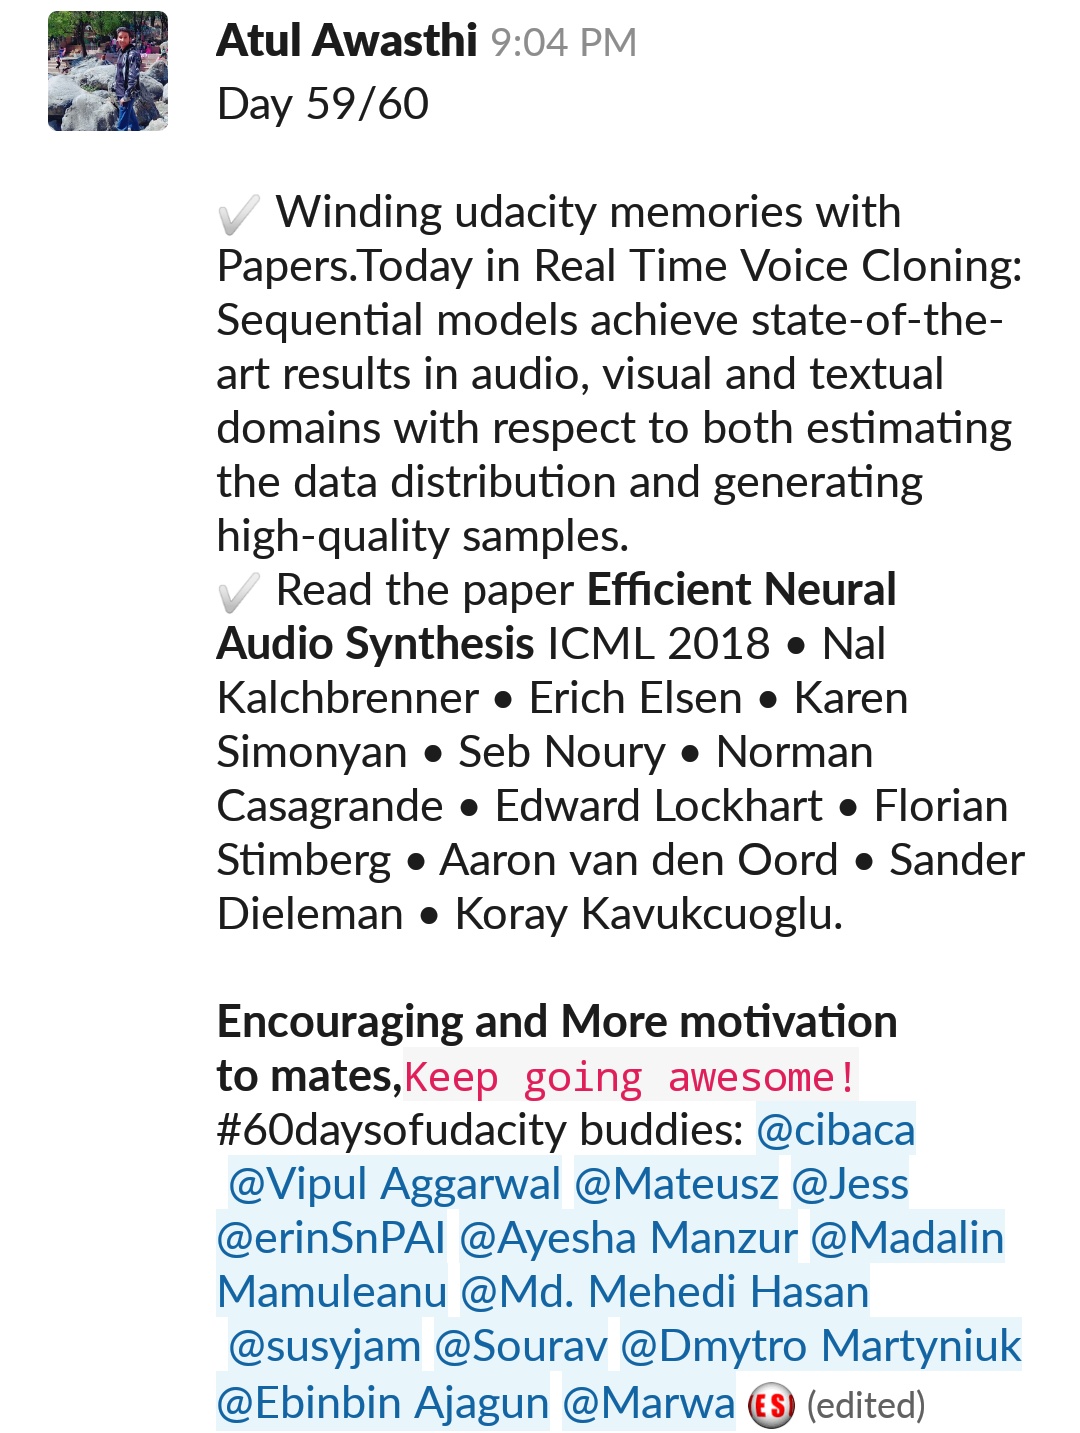 Atul Awasthi 9:04 PM
Day 59/60
✔ Winding udacity memories with
Papers.Today in Real Time Voice Cloning:
Sequential models achieve state-of-the-
art results in audio, visual and textual
domains with respect to both estimating
the data distribution and generating
high-quality samples.
✔ Read the paper Efficient Neural
Audio Synthesis ICML 2018 • Nal
Kalchbrenner • Erich Elsen • Karen
Simonyan • Seb Noury • Norman
Casagrande • Edward Lockhart • Florian
Stimberg • Aaron van den Oord • Sander
Dieleman • Koray Kavukcuoglu.
Encouraging and More motivation
to mates,Keep going awesome!
#60daysofudacity buddies: @cibaca
@Vipul Aggarwal @Mateusz @Jess
@erinSnPAI @Ayesha Manzur @Madalin
Mamuleanu @Md. Mehedi Hasan
@susyjam @Sourav @Dmytro Martyniuk
@Ebinbin Ajagun @Marwa (edited)